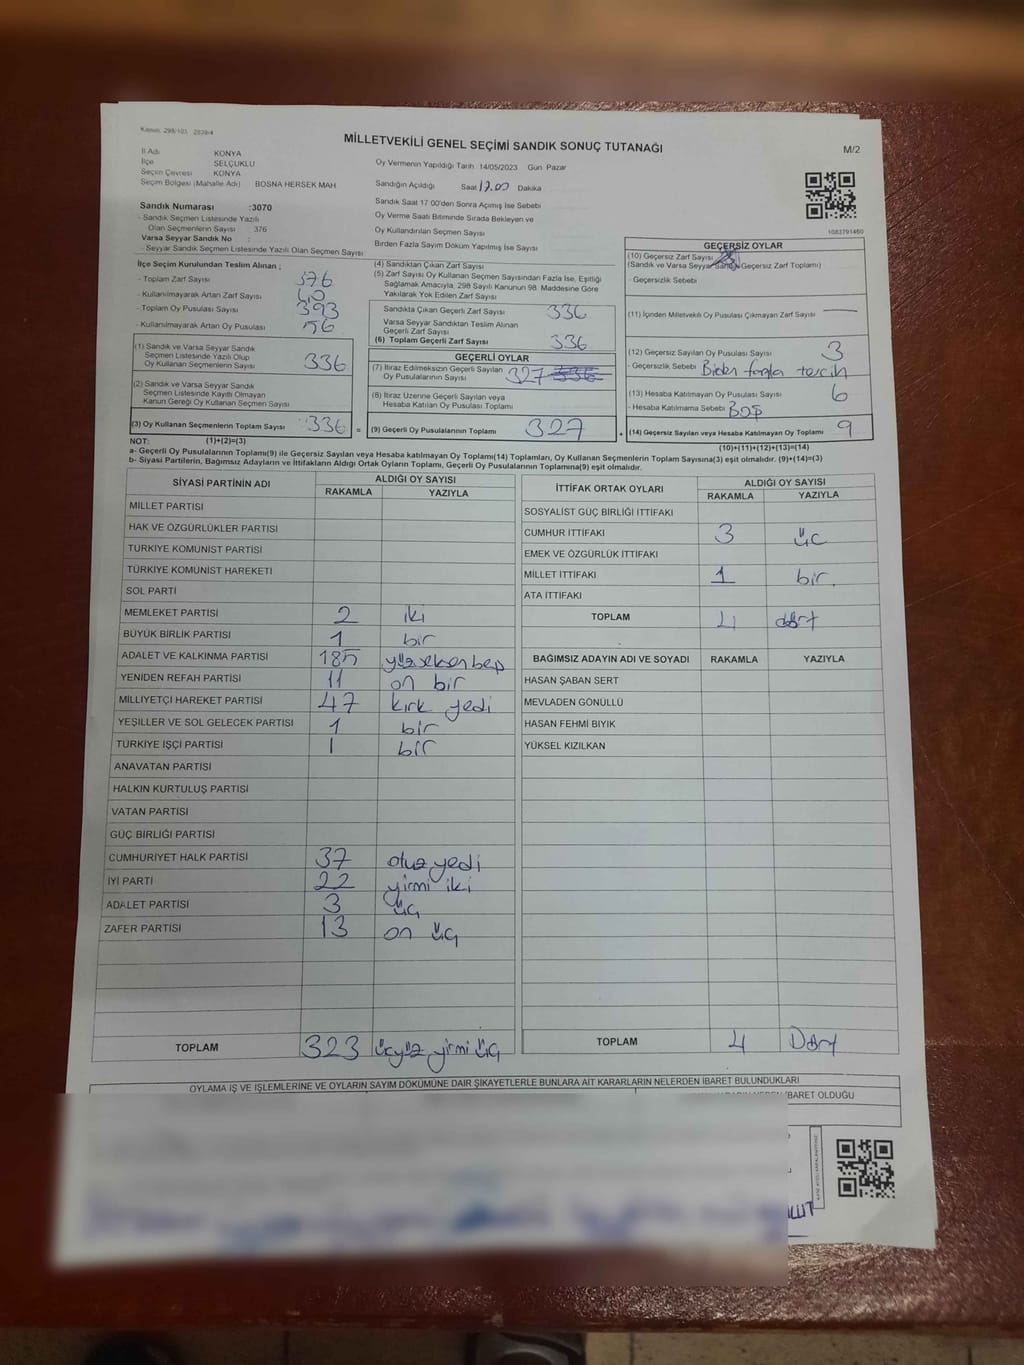 Kanun: 298/103 2839/4
MİLLETVEKİLİ GENEL SEÇİMİ SANDIK SONUÇ TUTANAĞI
M/2
İl Adı KONYA
İlçe SELÇUKLU
Seçim Çevresi KONYA
Seçim Bölgesi (Mahalle Adı) BOSNA HERSEK MAH
Oy Vermenin Yapıldığı Tarih 14/05/2023 Gün Pazar
Sandığın Açıldığı Saat 17.00 Dakika
Sandık Saat 17 00'den Sonra Açımış İse Sebebi
Oy Verme Saati Bitiminde Sırada Bekleyen ve
Oy Kullandırılan Seçmen Sayısı
Birden Fazla Sayım Döküm Yapılmış İse Sayısı
1083791460
Sandık Numarası :3070
- Sandık Seçmen Listesinde Yazılı
Olan Seçmenlerin Sayısı : 376
Varsa Seyyar Sandık No :
- Seyyar Sandık Seçmen Listesinde Yazılı Olan Seçmen Sayısı
İlçe Seçim Kurulundan Teslim Alınan ;
- Toplam Zarf Sayısı 376
- Kullanılmayarak Artan Zarf Sayısı 40
- Toplam Oy Pusulası Sayısı 393
- Kullanılmayarak Artan Oy Pusulası 56
(1) Sandık ve Varsa Seyyar Sandık
Seçmen Listesinde Yazılı Olup
Oy Kullanan Seçmenlerin Sayısı 336
(2) Sandık ve Varsa Seyyar Sandık
Seçmen Listesinde Kayıtlı Olmayan
Kanun Gereği Oy Kullanan Seçmen Sayısı
(3) Oy Kullanan Seçmenlerin Toplam Sayısı 336 =
(4) Sandıktan Çıkan Zarf Sayısı
(5) Zarf Sayısı Oy Kullanan Seçmen Sayısından Fazla İse, Eşitliği
Sağlamak Amacıyla, 298 Sayılı Kanunun 98. Maddesine Göre
Yakılarak Yok Edilen Zarf Sayısı
Sandıkta Çıkan Geçerli Zarf Sayısı 336
Varsa Seyyar Sandıktan Teslim Alınan
Geçerli Zarf Sayısı
(6) Toplam Geçerli Zarf Sayısı 336
GEÇERLİ OYLAR
(7) İtiraz Edilmeksizin Geçerli Sayılan
Oy Pusulalarının Sayısı 327 336
(8) İtiraz Üzerine Geçerli Sayılan veya
Hesaba Katılan Oy Pusulası Toplamı
(9) Geçerli Oy Pusulalarının Toplamı 327 +
GEÇERSİZ OYLAR
(10) Geçersiz Zarf Sayısı
(Sandık ve Varsa Seyyar Sandık Geçersiz Zarf Toplamı)
- Geçersizlik Sebebi
(11) İçinden Milletvekili Oy Pusulası Çıkmayan Zarf Sayısı —
(12) Geçersiz Sayılan Oy Pusulası Sayısı 3
- Geçersizlik Sebebi Birden fazla tercih
(13) Hesaba Katılmayan Oy Pusulası Sayısı 6
- Hesaba Katılmama Sebebi Boş
(14) Geçersiz Sayılan veya Hesaba Katılmayan Oy Toplamı 9
NOT: (1)+(2)=(3)
(10)+(11)+(12)+(13)=(14)
a- Geçerli Oy Pusulalarının Toplamı(9) ile Geçersiz Sayılan veya Hesaba Katılmayan Oy Toplamı(14) Toplamları, Oy Kullanan Seçmenlerin Toplam Sayısına(3) eşit olmalıdır. (9)+(14)=(3)
b- Siyasi Partilerin, Bağımsız Adayların ve İttifakların Aldığı Ortak Oyların Toplamı, Geçerli Oy Pusulalarının Toplamına(9) eşit olmalıdır.
SİYASİ PARTİNİN ADI ALDIĞI OY SAYISI
RAKAMLA YAZIYLA
MİLLET PARTİSİ
HAK VE ÖZGÜRLÜKLER PARTİSİ
TÜRKİYE KOMÜNİST PARTİSİ
TÜRKİYE KOMÜNİST HAREKETİ
SOL PARTİ
MEMLEKET PARTİSİ 2 iki
BÜYÜK BİRLİK PARTİSİ 1 bir
ADALET VE KALKINMA PARTİSİ 185 yüzseksenbeş
YENİDEN REFAH PARTİSİ 11 on bir
MİLLİYETÇİ HAREKET PARTİSİ 47 kırk yedi
YEŞİLLER VE SOL GELECEK PARTİSİ 1 bir
TÜRKİYE İŞÇİ PARTİSİ 1 bir
ANAVATAN PARTİSİ
HALKIN KURTULUŞ PARTİSİ
VATAN PARTİSİ
GÜÇ BİRLİĞİ PARTİSİ
CUMHURİYET HALK PARTİSİ 37 otuz yedi
İYİ PARTİ 22 yirmi iki
ADALET PARTİSİ 3 üç
ZAFER PARTİSİ 13 on üç
TOPLAM 323 üçyüz yirmi üç
İTTİFAK ORTAK OYLARI ALDIĞI OY SAYISI
RAKAMLA YAZIYLA
SOSYALİST GÜÇ BİRLİĞİ İTTİFAKI
CUMHUR İTTİFAKI 3 üç
EMEK VE ÖZGÜRLÜK İTTİFAKI
MİLLET İTTİFAKI 1 bir.
ATA İTTİFAKI
TOPLAM 4 dört
BAĞIMSIZ ADAYIN ADI VE SOYADI RAKAMLA YAZIYLA
HASAN ŞABAN SERT
MEVLADEN GÖNÜLLÜ
HASAN FEHMİ BIYIK
YÜKSEL KIZILKAN
TOPLAM 4 Dört
OYLAMA İŞ VE İŞLEMLERİNE VE OYLARIN SAYIM DÖKÜMÜNE DAİR ŞİKAYETLERLE BUNLARA AİT KARARLARIN NELERDEN İBARET BULUNDUKLARI
İBARET OLDUĞU